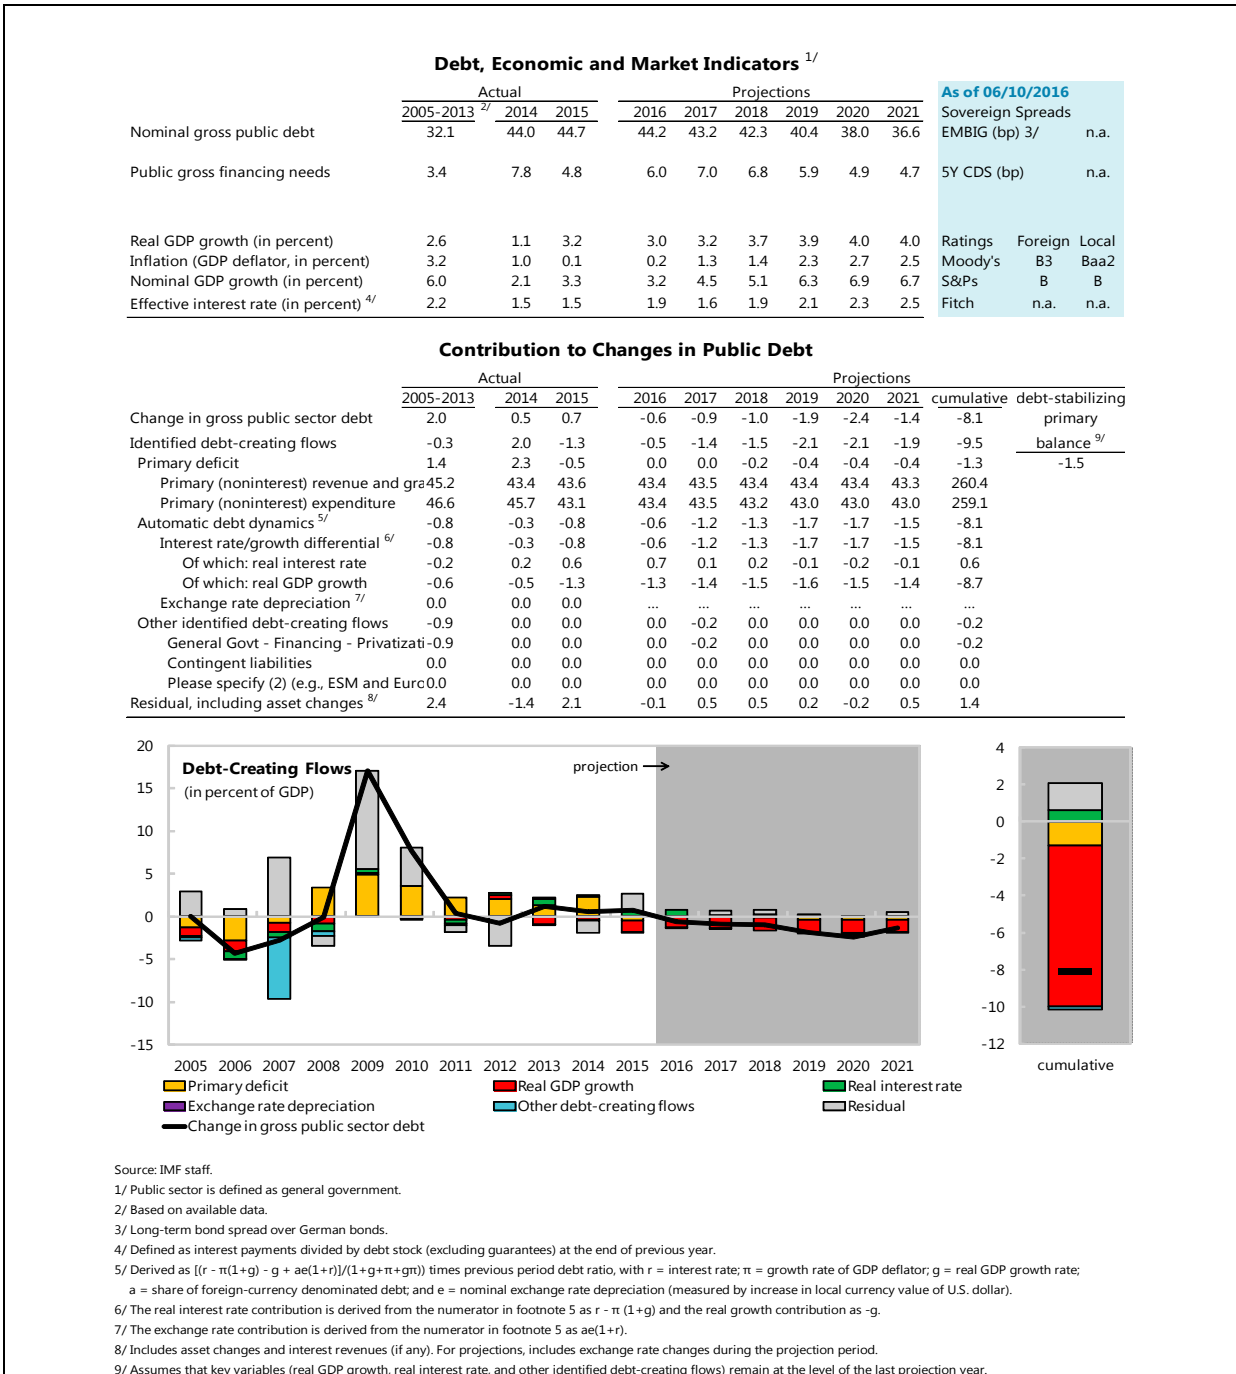 Debt, Economic and Market Indicators 1/
Actual Projections As of 06/10/2016
2005-2013 2/ 2014 2015 2016 2017 2018 2019 2020 2021 Sovereign Spreads
Nominal gross public debt 32.1 44.0 44.7 44.2 43.2 42.3 40.4 38.0 36.6 EMBIG (bp) 3/ n.a.
Public gross financing needs 3.4 7.8 4.8 6.0 7.0 6.8 5.9 4.9 4.7 5Y CDS (bp) n.a.
Real GDP growth (in percent) 2.6 1.1 3.2 3.0 3.2 3.7 3.9 4.0 4.0 Ratings Foreign Local
Inflation (GDP deflator, in percent) 3.2 1.0 0.1 0.2 1.3 1.4 2.3 2.7 2.5 Moody's B3 Baa2
Nominal GDP growth (in percent) 6.0 2.1 3.3 3.2 4.5 5.1 6.3 6.9 6.7 S&Ps B B
Effective interest rate (in percent) 4/ 2.2 1.5 1.5 1.9 1.6 1.9 2.1 2.3 2.5 Fitch n.a. n.a.
Contribution to Changes in Public Debt
Actual Projections
2005-2013 2014 2015 2016 2017 2018 2019 2020 2021 cumulative debt-stabilizing
Change in gross public sector debt 2.0 0.5 0.7 -0.6 -0.9 -1.0 -1.9 -2.4 -1.4 -8.1 primary
Identified debt-creating flows -0.3 2.0 -1.3 -0.5 -1.4 -1.5 -2.1 -2.1 -1.9 -9.5 balance 9/
Primary deficit 1.4 2.3 -0.5 0.0 0.0 -0.2 -0.4 -0.4 -0.4 -1.3 -1.5
Primary (noninterest) revenue and gra 45.2 43.4 43.6 43.4 43.5 43.4 43.4 43.4 43.3 260.4
Primary (noninterest) expenditure 46.6 45.7 43.1 43.4 43.5 43.2 43.0 43.0 43.0 259.1
Automatic debt dynamics 5/ -0.8 -0.3 -0.8 -0.6 -1.2 -1.3 -1.7 -1.7 -1.5 -8.1
Interest rate/growth differential 6/ -0.8 -0.3 -0.8 -0.6 -1.2 -1.3 -1.7 -1.7 -1.5 -8.1
Of which: real interest rate -0.2 0.2 0.6 0.7 0.1 0.2 -0.1 -0.2 -0.1 0.6
Of which: real GDP growth -0.6 -0.5 -1.3 -1.3 -1.4 -1.5 -1.6 -1.5 -1.4 -8.7
Exchange rate depreciation 7/ 0.0 0.0 0.0 ... ... ... ... ... ... ...
Other identified debt-creating flows -0.9 0.0 0.0 0.0 -0.2 0.0 0.0 0.0 0.0 -0.2
General Govt - Financing - Privatizati -0.9 0.0 0.0 0.0 -0.2 0.0 0.0 0.0 0.0 -0.2
Contingent liabilities 0.0 0.0 0.0 0.0 0.0 0.0 0.0 0.0 0.0 0.0
Please specify (2) (e.g., ESM and Euro 0.0 0.0 0.0 0.0 0.0 0.0 0.0 0.0 0.0 0.0
Residual, including asset changes 8/ 2.4 -1.4 2.1 -0.1 0.5 0.5 0.2 -0.2 0.5 1.4
Debt-Creating Flows
(in percent of GDP)
projection →
20
15
10
5
0
-5
-10
-15
2005 2006 2007 2008 2009 2010 2011 2012 2013 2014 2015 2016 2017 2018 2019 2020 2021
4
2
0
-2
-4
-6
-8
-10
-12
cumulative
Primary deficit Real GDP growth Real interest rate
Exchange rate depreciation Other debt-creating flows Residual
Change in gross public sector debt
Source: IMF staff.
1/ Public sector is defined as general government.
2/ Based on available data.
3/ Long-term bond spread over German bonds.
4/ Defined as interest payments divided by debt stock (excluding guarantees) at the end of previous year.
5/ Derived as [(r - π(1+g) - g + ae(1+r)]/(1+g+π+gπ)) times previous period debt ratio, with r = interest rate; π = growth rate of GDP deflator; g = real GDP growth rate;
a = share of foreign-currency denominated debt; and e = nominal exchange rate depreciation (measured by increase in local currency value of U.S. dollar).
6/ The real interest rate contribution is derived from the numerator in footnote 5 as r - π (1+g) and the real growth contribution as -g.
7/ The exchange rate contribution is derived from the numerator in footnote 5 as ae(1+r).
8/ Includes asset changes and interest revenues (if any). For projections, includes exchange rate changes during the projection period.
9/ Assumes that key variables (real GDP growth, real interest rate, and other identified debt-creating flows) remain at the level of the last projection year.